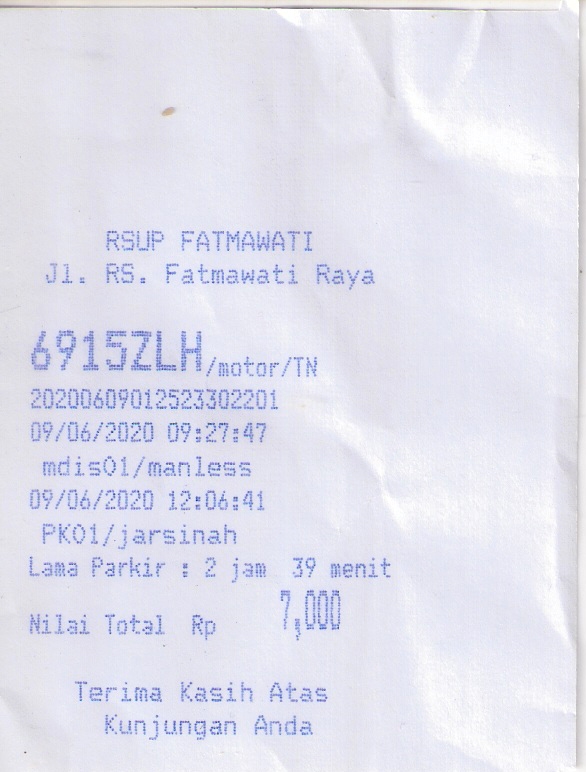 RSUP FATMAWATI
Jl. RS. Fatmawati Raya
6915ZLH/motor/TN
20200609012523302201
09/06/2020 09:27:47
mdis01/manless
09/06/2020 12:06:41
PK01/jarsinah
Lama Parkir : 2 jam 39 menit
Nilai Total Rp 7,000
Terima Kasih Atas
Kunjungan Anda